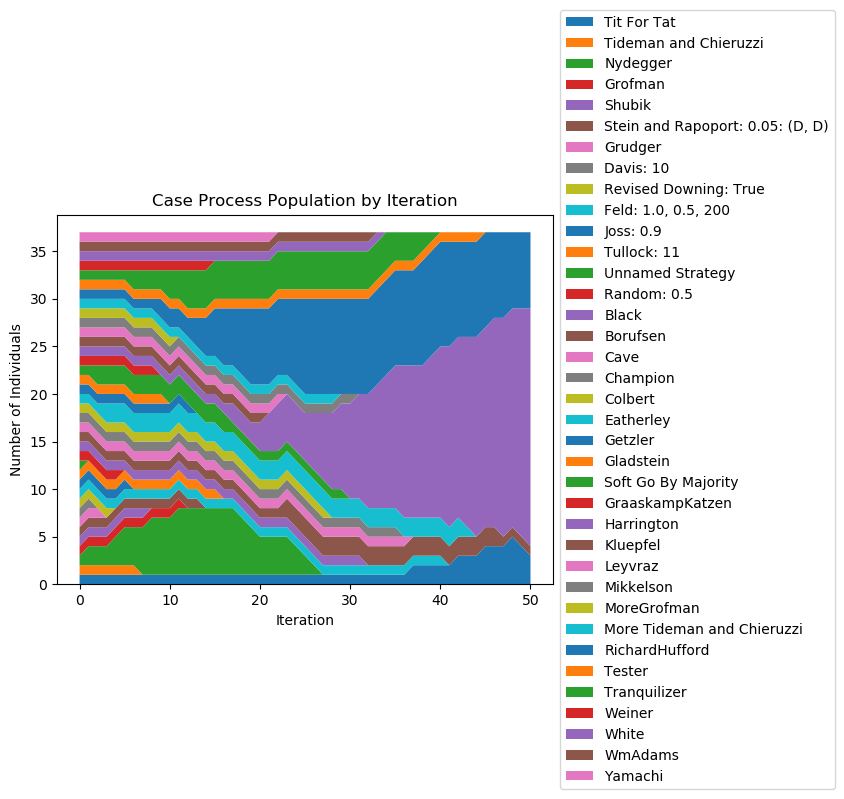 Case Process Population by Iteration
Number of Individuals
35
30
25
20
15
10
5
0
0 10 20 30 40 50
Iteration
Tit For Tat
Tideman and Chieruzzi
Nydegger
Grofman
Shubik
Stein and Rapoport: 0.05: (D, D)
Grudger
Davis: 10
Revised Downing: True
Feld: 1.0, 0.5, 200
Joss: 0.9
Tullock: 11
Unnamed Strategy
Random: 0.5
Black
Borufsen
Cave
Champion
Colbert
Eatherley
Getzler
Gladstein
Soft Go By Majority
GraaskampKatzen
Harrington
Kluepfel
Leyvraz
Mikkelson
MoreGrofman
More Tideman and Chieruzzi
RichardHufford
Tester
Tranquilizer
Weiner
White
WmAdams
Yamachi